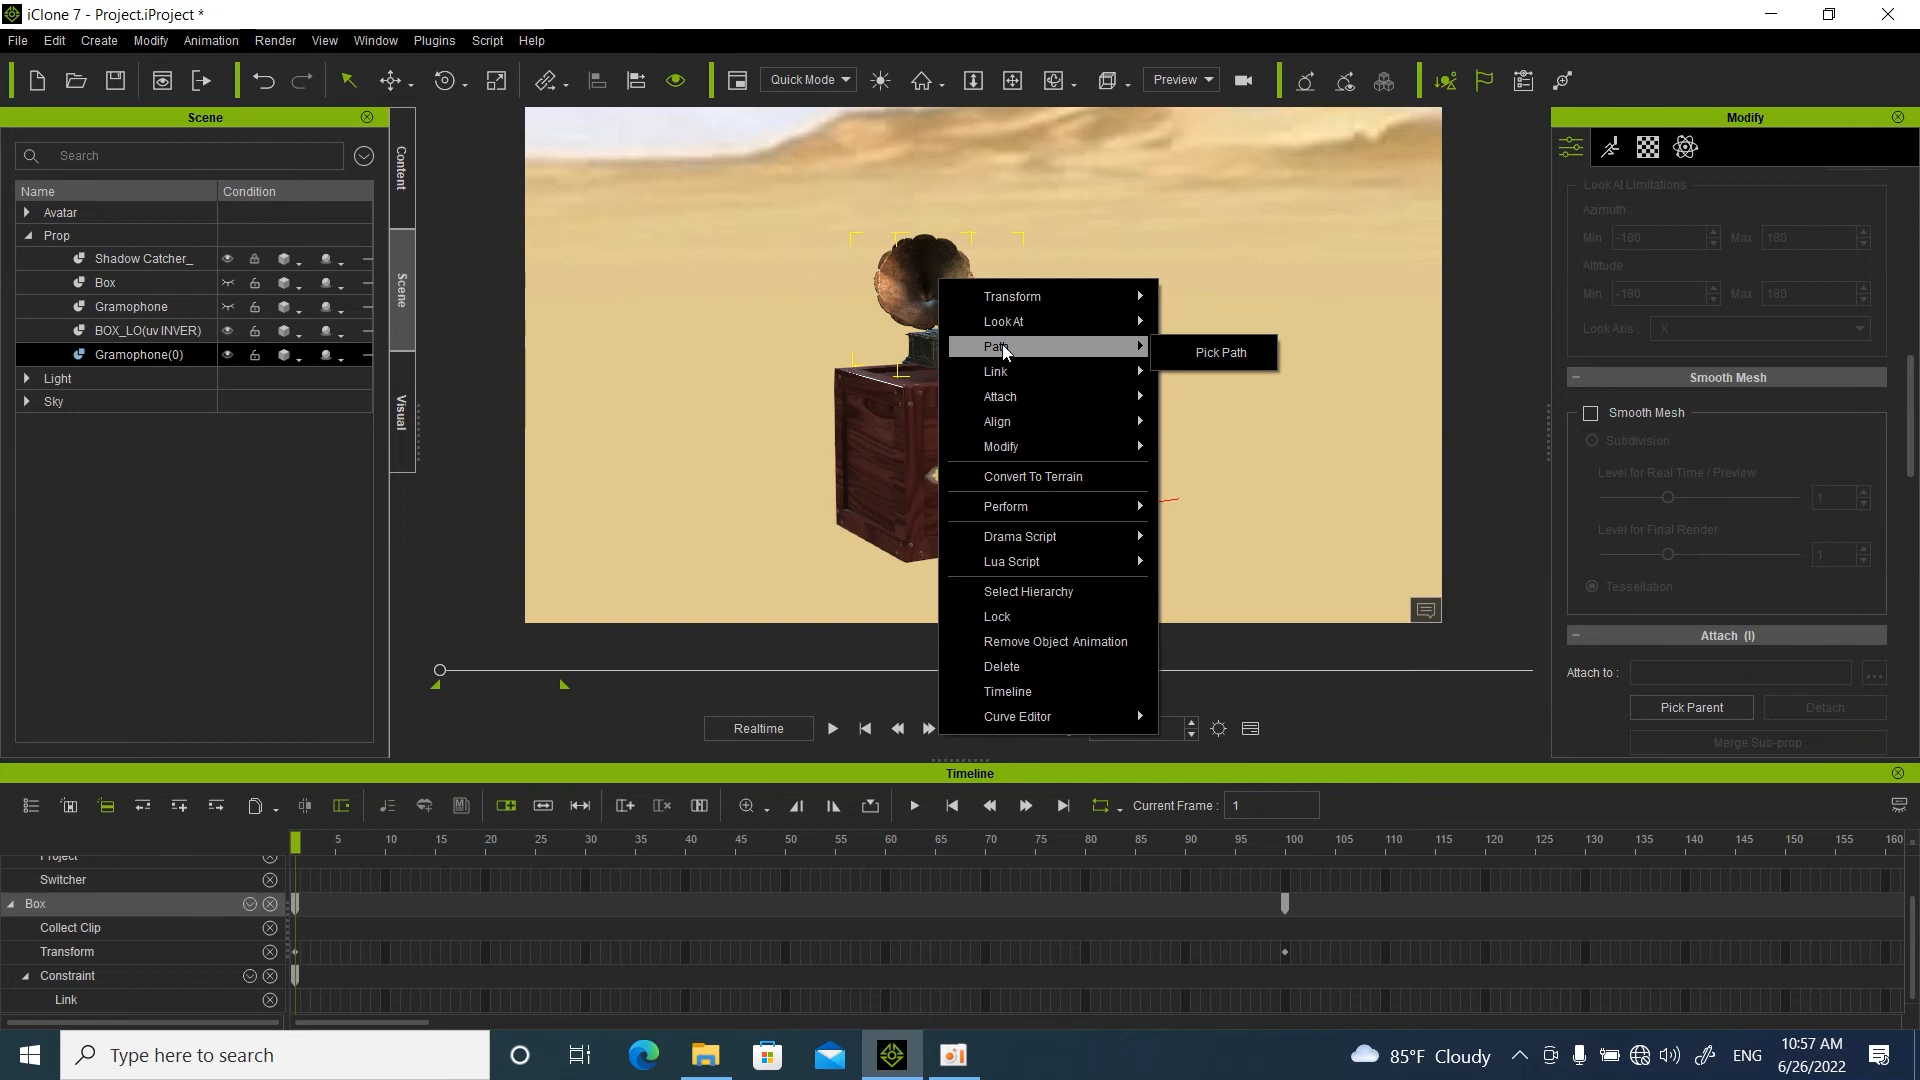 iClone 7 - Project.iProject *
File Edit Create Modify Animation Render View Window Plugins Script Help
Quick Mode Preview
Scene
Modify
Search
Content
Scene
Visual
Name Condition
Avatar
Prop
Shadow Catcher_
Box
Gramophone
BOX_LO(uv INVER)
Gramophone(0)
Light
Sky
Transform
Look At
Path
Pick Path
Link
Attach
Align
Modify
Convert To Terrain
Perform
Drama Script
Lua Script
Select Hierarchy
Lock
Remove Object Animation
Delete
Timeline
Curve Editor
Look At Limitations
Azimuth :
Min -180 Max 180
Altitude :
Min -180 Max 180
Look Axis : X
Smooth Mesh
Smooth Mesh
Subdivision
Level for Real Time / Preview
1
Level for Final Render
1
Tessellation
Attach (I)
Attach to : ...
Pick Parent Detach
Merge Sub-prop
Realtime
Timeline
Current Frame : 1
5 10 15 20 25 30 35 40 45 50 55 60 65 70 75 80 85 90 95 100 105 110 115 120 125 130 135 140 145 150 155 160
Project
Switcher
Box
Collect Clip
Transform
Constraint
Link
Type here to search
85°F Cloudy
ENG
10:57 AM
6/26/2022